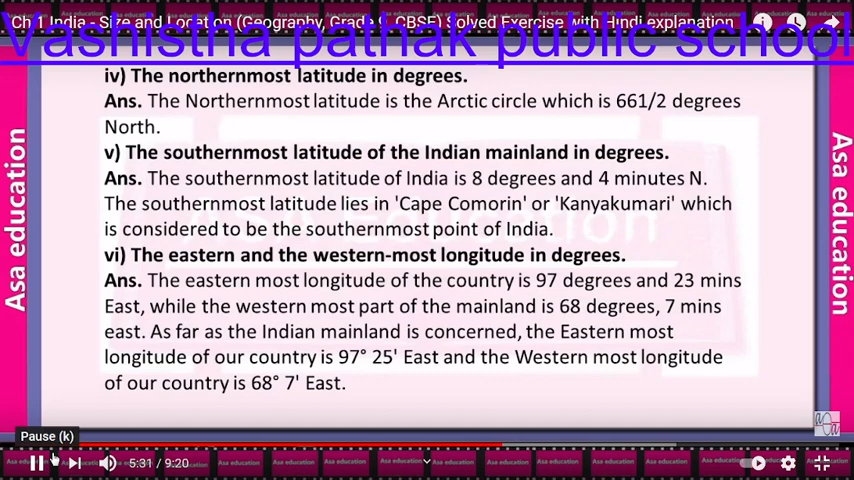 Ch 1 India - Size and Location (Geography, Grade 9, CBSE) Solved Exercise with Hindi explanation
Vashistha pathak public school
iv) The northernmost latitude in degrees.
Ans. The Northernmost latitude is the Arctic circle which is 661/2 degrees
North.
v) The southernmost latitude of the Indian mainland in degrees.
Ans. The southernmost latitude of India is 8 degrees and 4 minutes N.
The southernmost latitude lies in 'Cape Comorin' or 'Kanyakumari' which
is considered to be the southernmost point of India.
vi) The eastern and the western-most longitude in degrees.
Ans. The eastern most longitude of the country is 97 degrees and 23 mins
East, while the western most part of the mainland is 68 degrees, 7 mins
east. As far as the Indian mainland is concerned, the Eastern most
longitude of our country is 97° 25' East and the Western most longitude
of our country is 68° 7' East.
Asa education
Asa education
Pause (k)
5:31 / 9:20